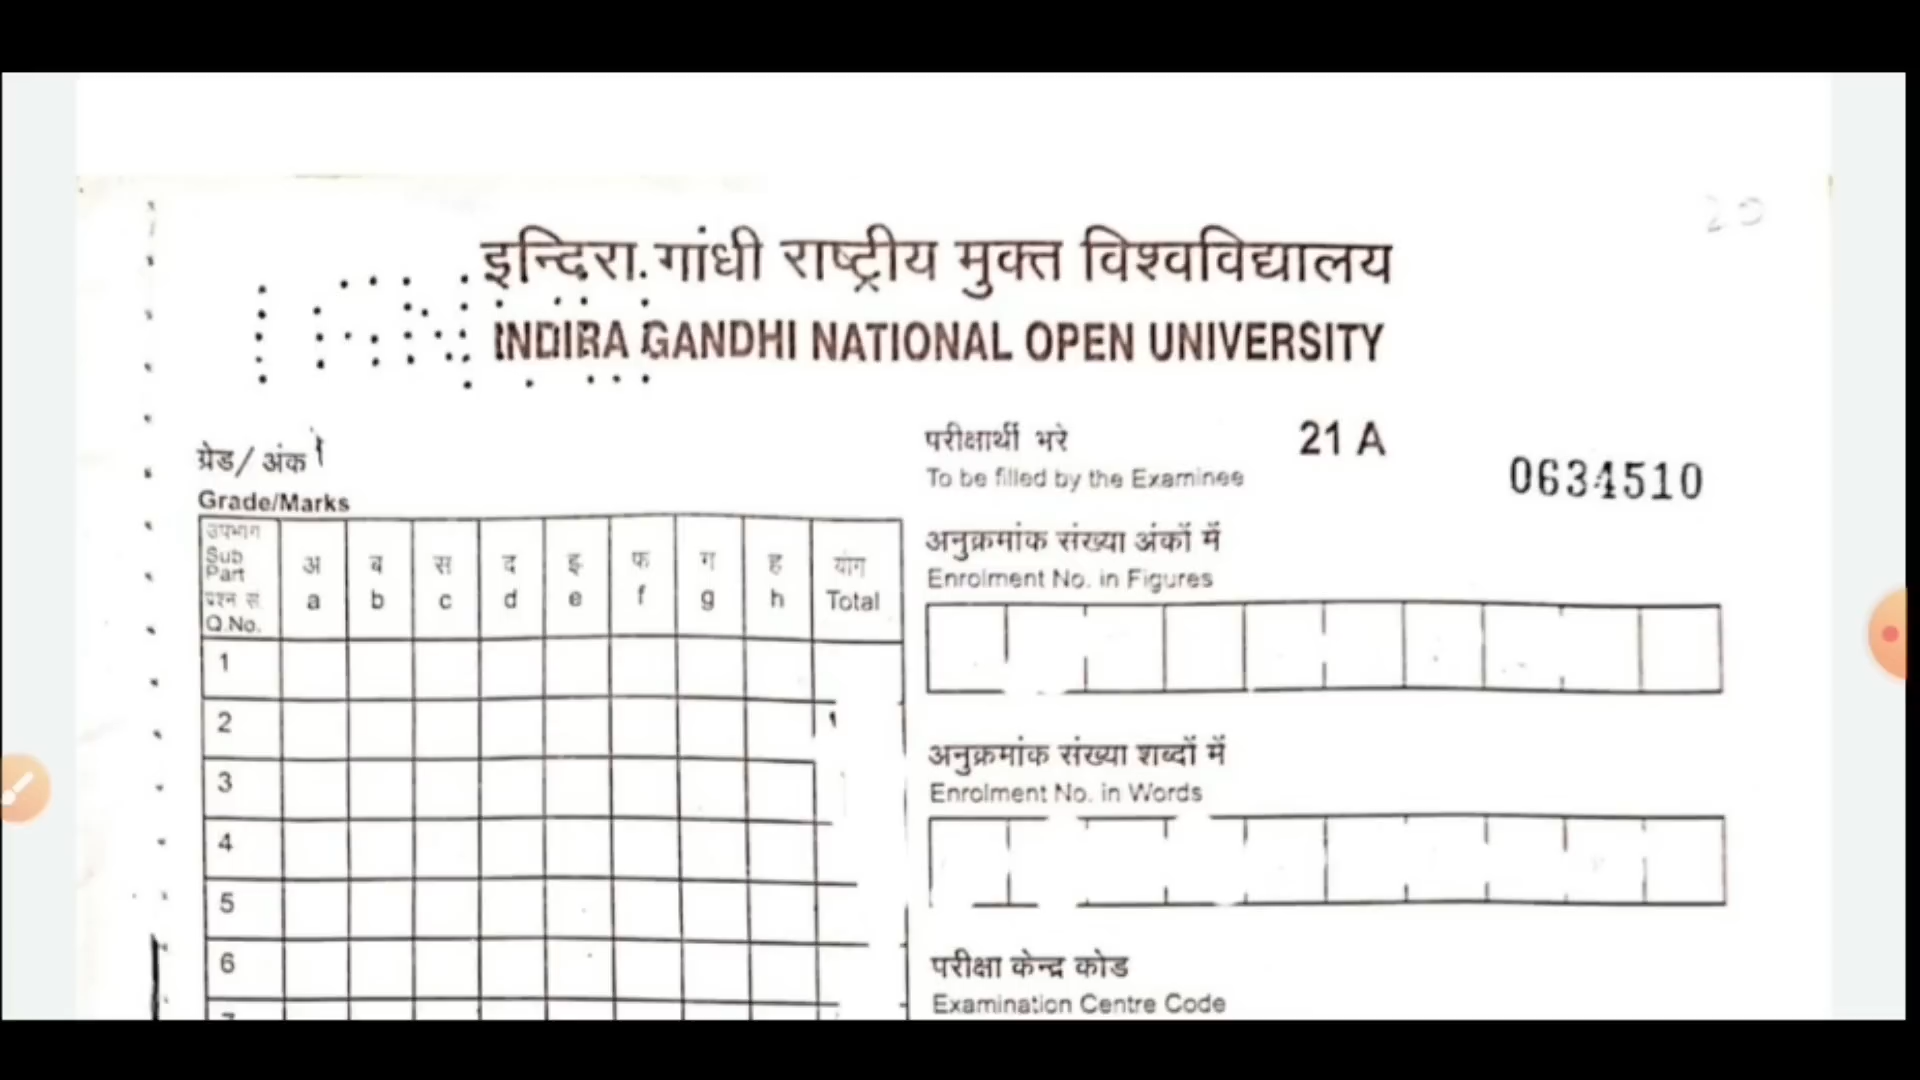 इन्दिरा गांधी राष्ट्रीय मुक्त विश्वविद्यालय
INDIRA GANDHI NATIONAL OPEN UNIVERSITY
ग्रेड/ अंक
Grade/Marks
उपभाग
Sub
Part
प्रश्न सं.
Q.No.
अ ब स द इ फ ग ह योग
a b c d e f g h Total
1
2
3
4
5
6
परीक्षार्थी भरे
To be filled by the Examinee
21 A
0634510
अनुक्रमांक संख्या अंकों में
Enrolment No. in Figures
अनुक्रमांक संख्या शब्दों में
Enrolment No. in Words
परीक्षा केन्द्र कोड
Examination Centre Code